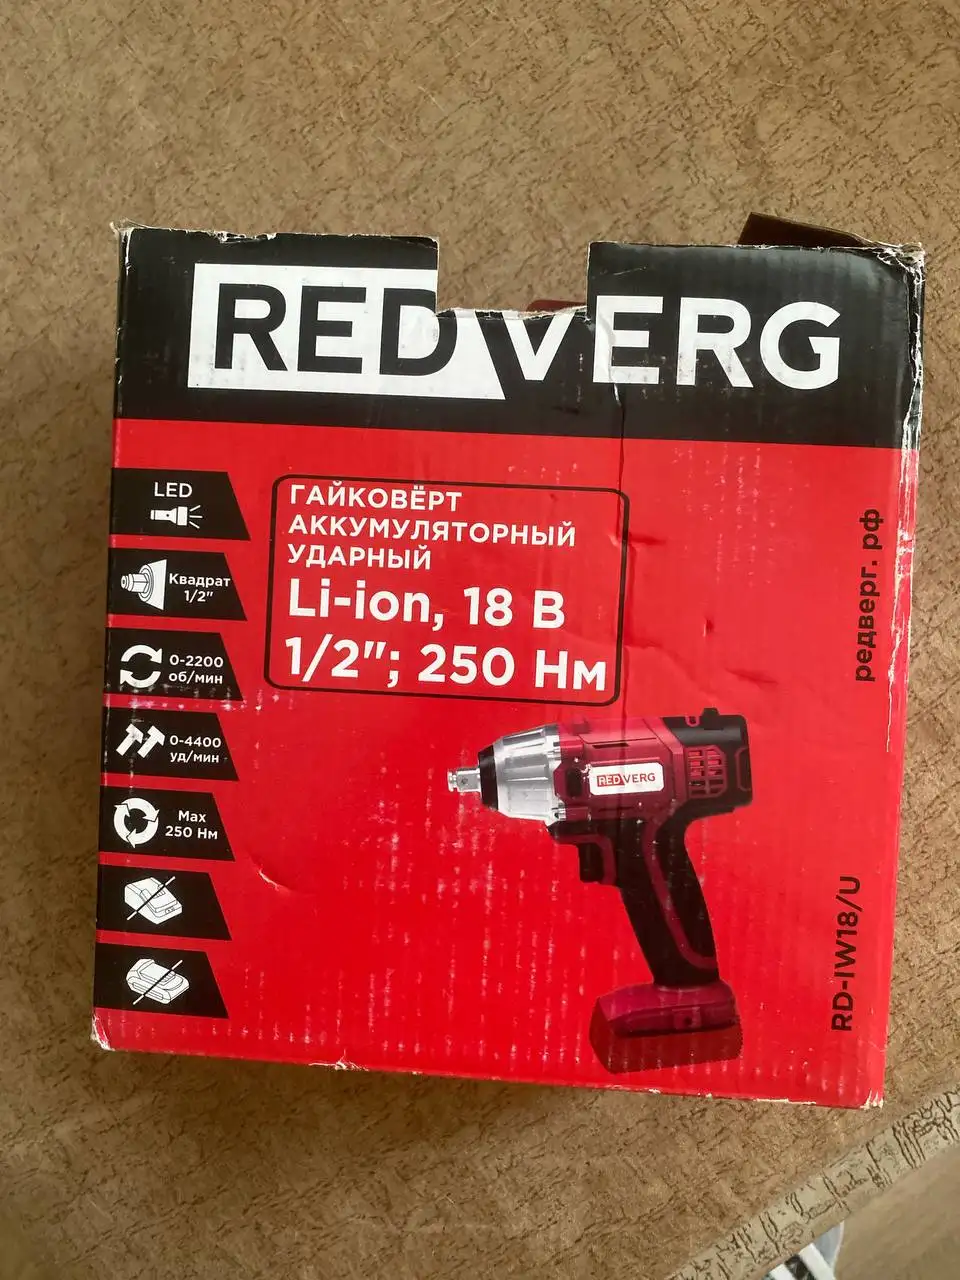 REDVERG
LED
Квадрат
1/2"
0-2200
об/мин
0-4400
уд/мин
Max
250 Нм
ГАЙКОВЁРТ
АККУМУЛЯТОРНЫЙ
УДАРНЫЙ
Li-ion, 18 В
1/2"; 250 Нм
REDVERG
редверг. рф
RD-IW18/U